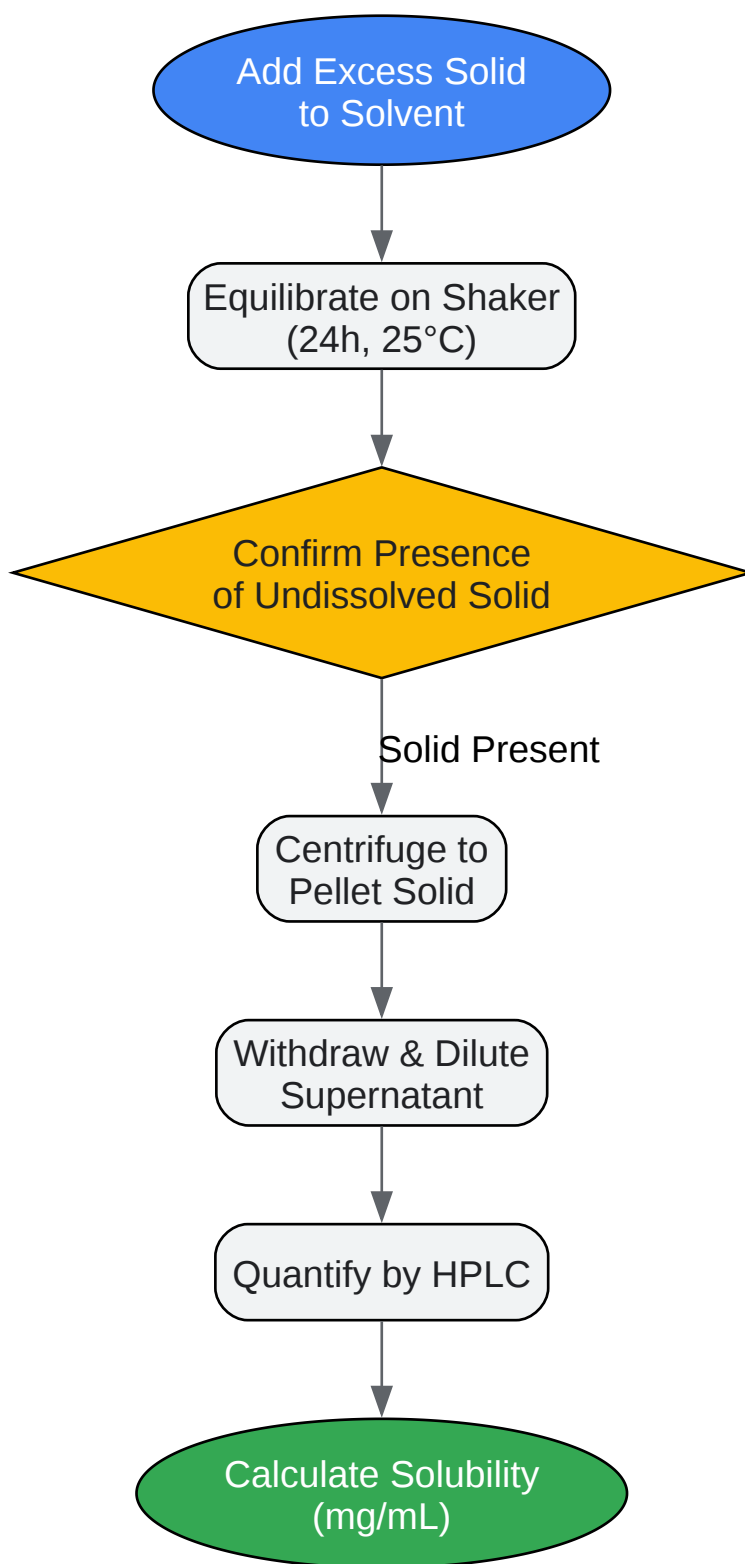 Add Excess Solid
to Solvent
Equilibrate on Shaker
(24h, 25°C)
Confirm Presence
of Undissolved Solid
Solid Present
Centrifuge to
Pellet Solid
Withdraw & Dilute
Supernatant
Quantify by HPLC
Calculate Solubility
(mg/mL)